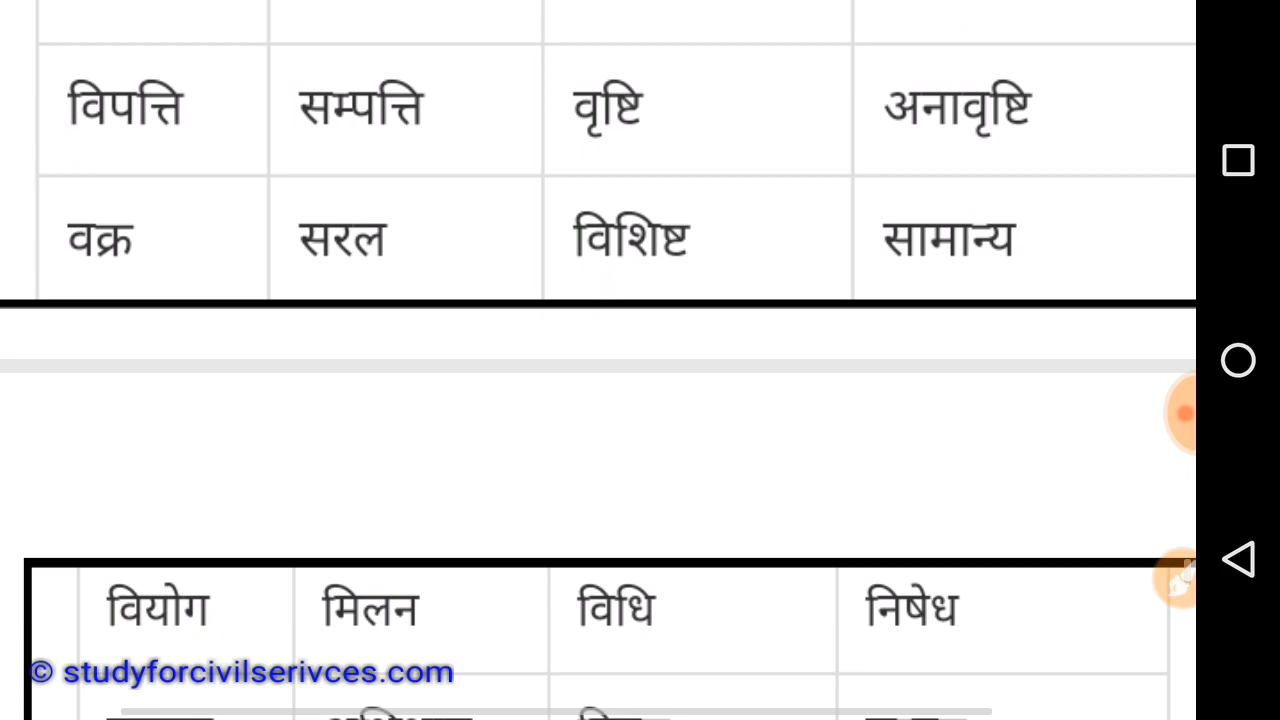 विपत्ति सम्पत्ति वृष्टि अनावृष्टि
वक्र सरल विशिष्ट सामान्य
वियोग मिलन विधि निषेध
© studyforcivilserivces.com